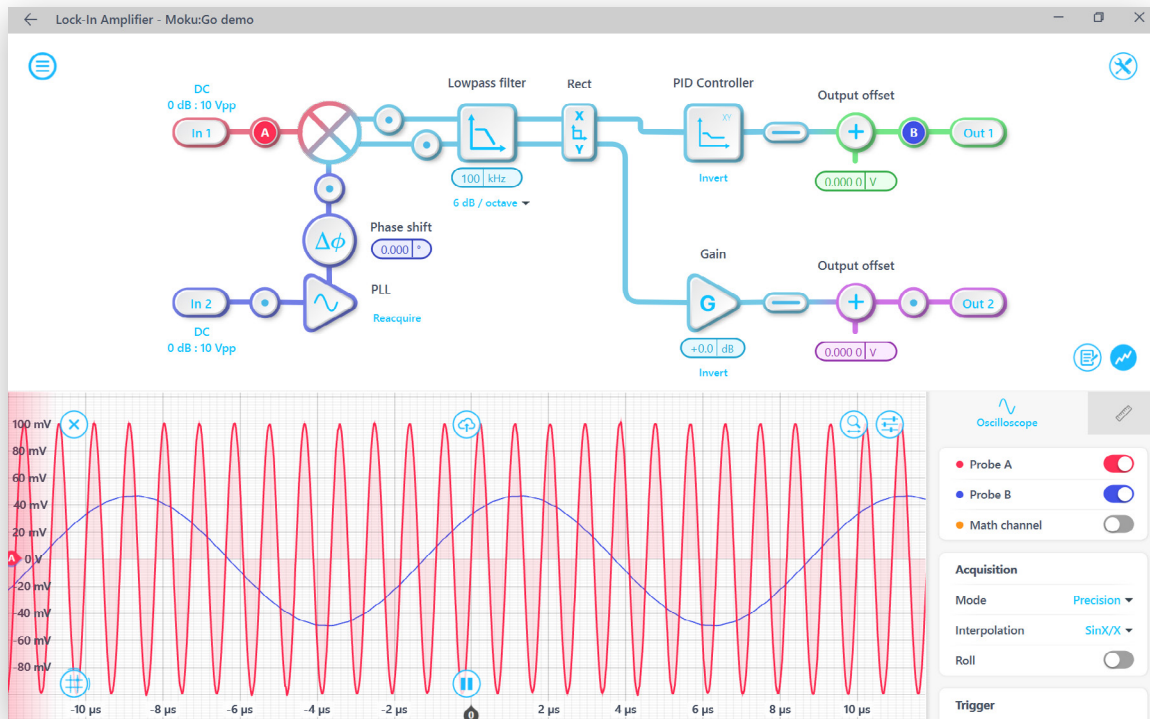 Lock-In Amplifier - Moku:Go demo
DC
0 dB : 10 Vpp
In 1
A
Lowpass filter
100 kHz
6 dB / octave
Rect
X
Y
PID Controller
XY
Invert
Output offset
B
Out 1
0.000 0 V
Δϕ
Phase shift
0.000 °
PLL
Reacquire
In 2
DC
0 dB : 10 Vpp
Gain
G
+0.0 dB
Invert
Output offset
Out 2
0.000 0 V
100 mV
80 mV
60 mV
40 mV
20 mV
A
0 V
-20 mV
-40 mV
-60 mV
-80 mV
-10 µs
-8 µs
-6 µs
-4 µs
-2 µs
0
2 µs
4 µs
6 µs
8 µs
10 µs
Oscilloscope
Probe A
Probe B
Math channel
Acquisition
Mode Precision
Interpolation SinX/X
Roll
Trigger